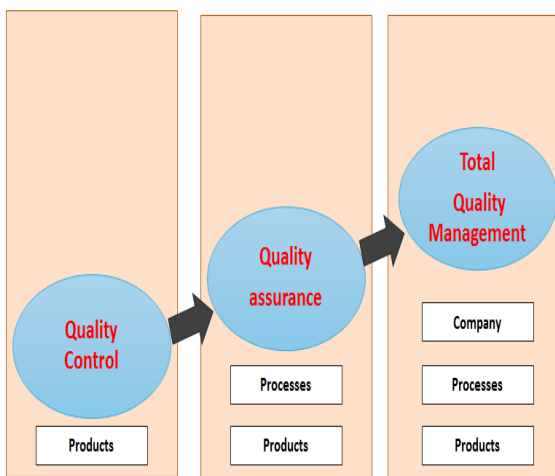 Quality
Control
Products
Quality
assurance
Processes
Products
Total
Quality
Management
Company
Processes
Products